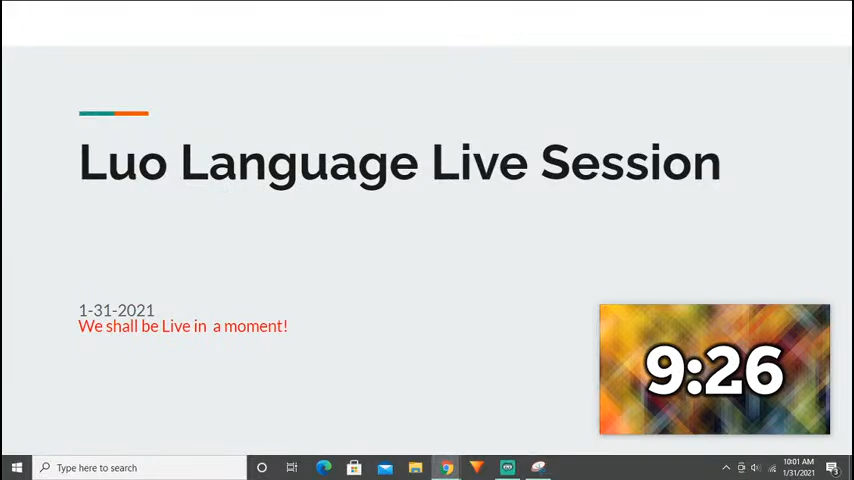 Luo Language Live Session
1-31-2021
We shall be Live in a moment!
9:26
Type here to search
10:01 AM
1/31/2021
3